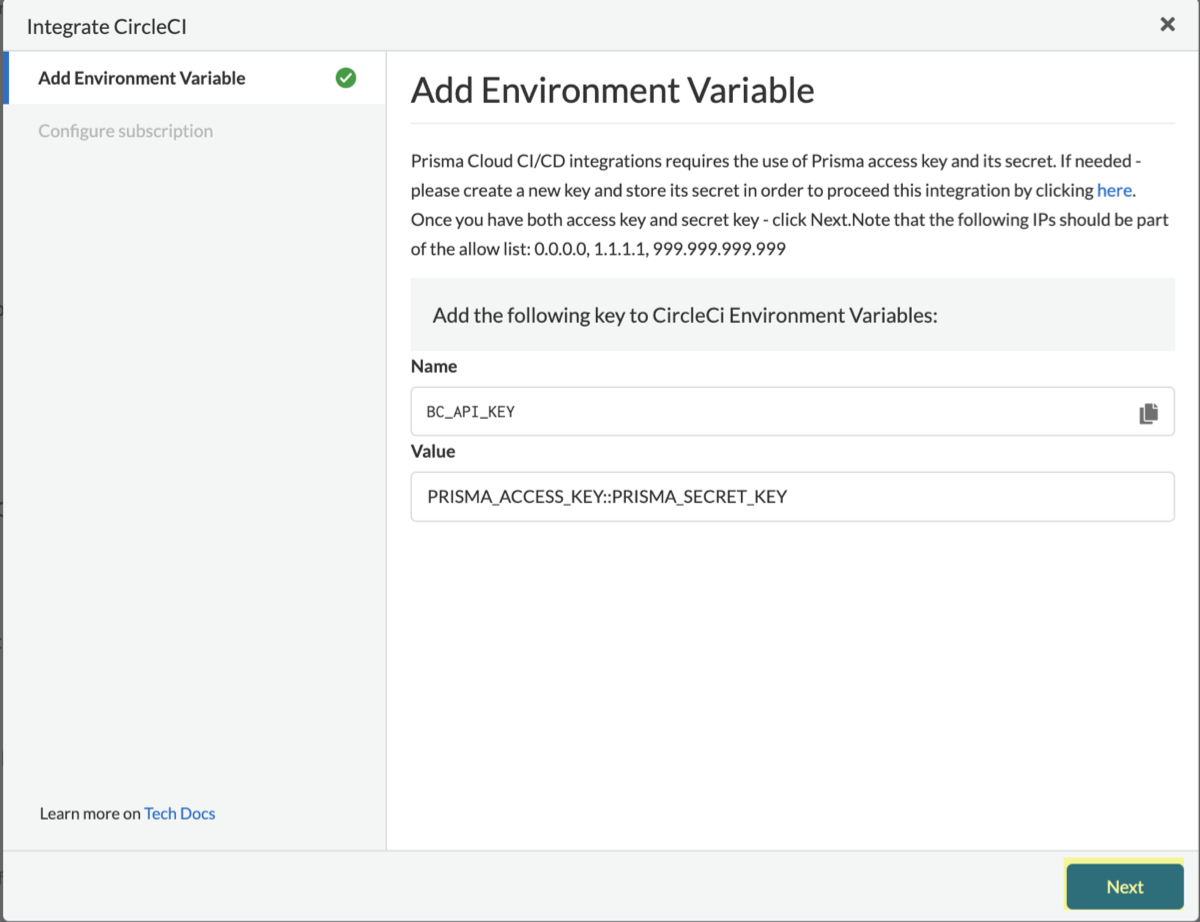 Integrate CircleCI
Add Environment Variable
Configure subscription
Learn more on Tech Docs
Add Environment Variable
Prisma Cloud CI/CD integrations requires the use of Prisma access key and its secret. If needed -
please create a new key and store its secret in order to proceed this integration by clicking here.
Once you have both access key and secret key - click Next.Note that the following IPs should be part
of the allow list: 0.0.0.0, 1.1.1.1, 999.999.999.999
Add the following key to CircleCi Environment Variables:
Name
BC_API_KEY
Value
PRISMA_ACCESS_KEY::PRISMA_SECRET_KEY
Next